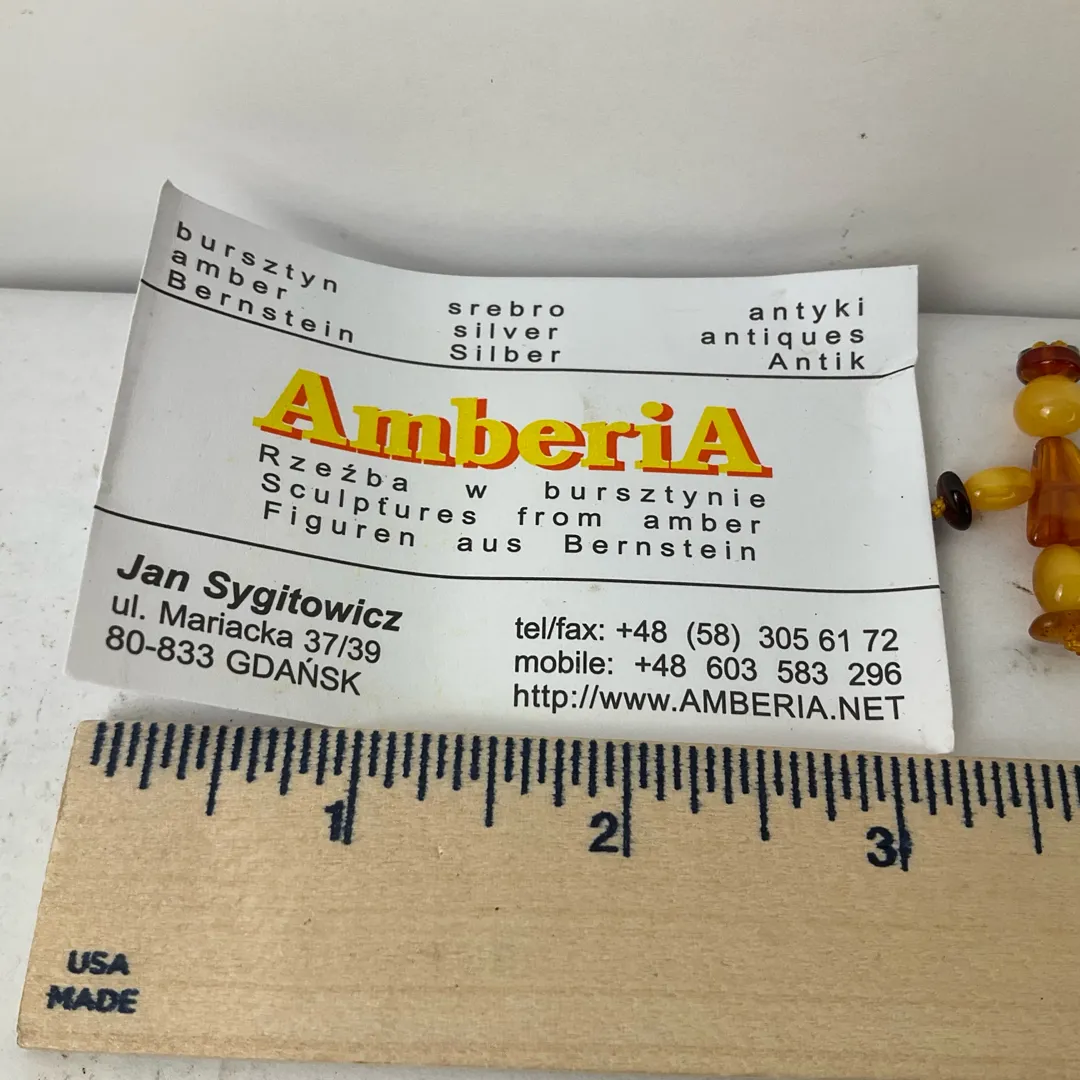 bursztyn
amber
Bernstein
srebro
silver
Silber
antyki
antiques
Antik
AmberiA
Rzeźba w bursztynie
Sculptures from amber
Figuren aus Bernstein
Jan Sygitowicz
ul. Mariacka 37/39
80-833 GDAŃSK
tel/fax: +48 (58) 305 61 72
mobile: +48 603 583 296
http://www.AMBERIA.NET
1 2 3
USA
MADE